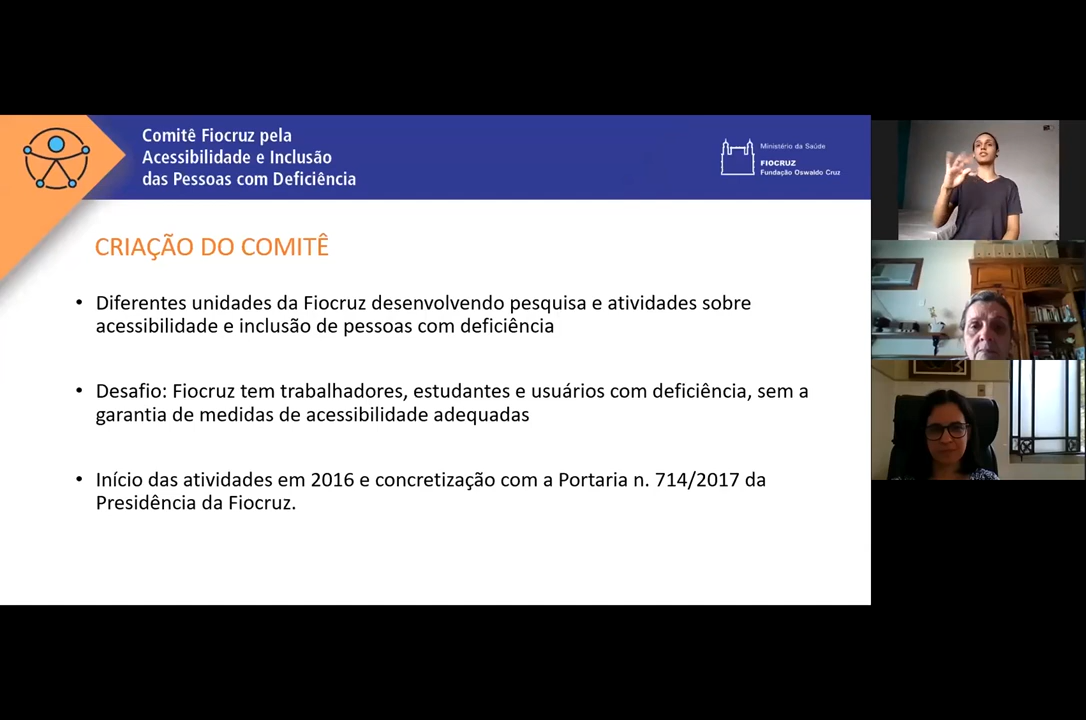 Comitê Fiocruz pela
Acessibilidade e Inclusão
das Pessoas com Deficiência
Ministério da Saúde
FIOCRUZ
Fundação Oswaldo Cruz
CRIAÇÃO DO COMITÊ
• Diferentes unidades da Fiocruz desenvolvendo pesquisa e atividades sobre
acessibilidade e inclusão de pessoas com deficiência
• Desafio: Fiocruz tem trabalhadores, estudantes e usuários com deficiência, sem a
garantia de medidas de acessibilidade adequadas
• Início das atividades em 2016 e concretização com a Portaria n. 714/2017 da
Presidência da Fiocruz.